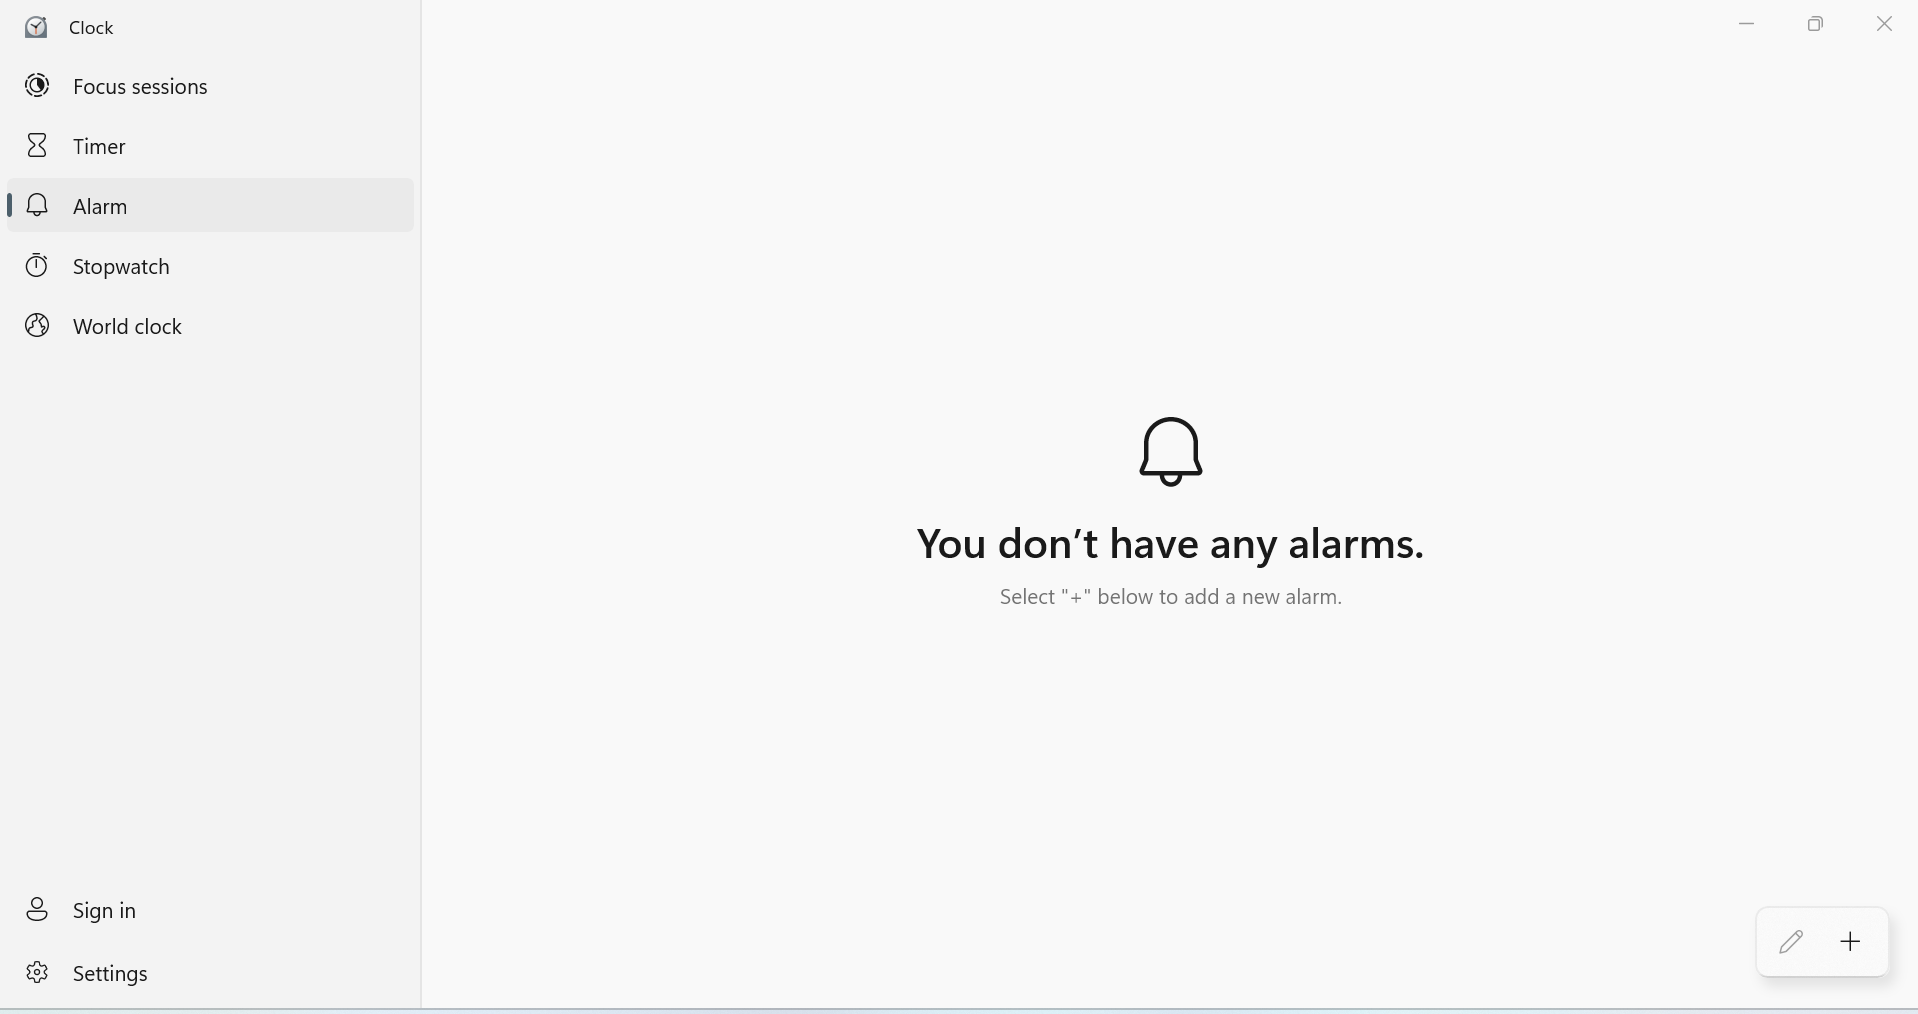 Clock
Focus sessions
Timer
Alarm
Stopwatch
World clock
You don't have any alarms.
Select "+" below to add a new alarm.
Sign in
Settings